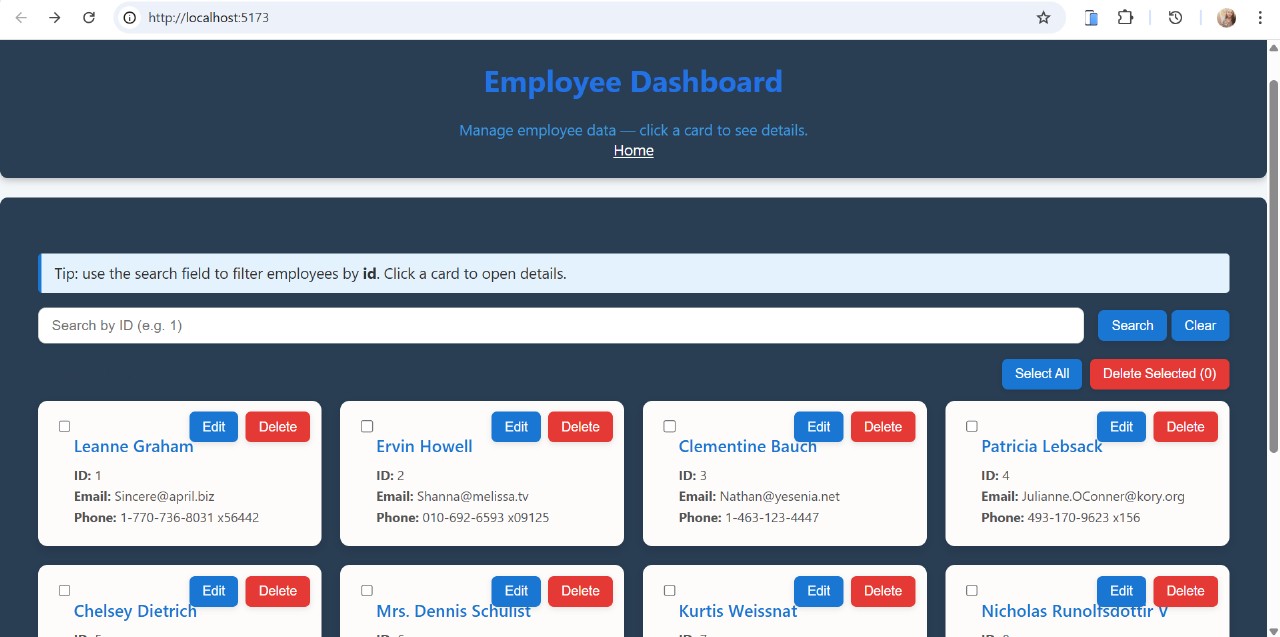 http://localhost:5173
Employee Dashboard
Manage employee data — click a card to see details.
Home
Tip: use the search field to filter employees by id. Click a card to open details.
Search by ID (e.g. 1) Search Clear
Select All Delete Selected (0)
Edit Delete Edit Delete Edit Delete Edit Delete
Leanne Graham Ervin Howell Clementine Bauch Patricia Lebsack
ID: 1 ID: 2 ID: 3 ID: 4
Email: Sincere@april.biz Email: Shanna@melissa.tv Email: Nathan@yesenia.net Email: Julianne.OConner@kory.org
Phone: 1-770-736-8031 x56442 Phone: 010-692-6593 x09125 Phone: 1-463-123-4447 Phone: 493-170-9623 x156
Edit Delete Edit Delete Edit Delete Edit Delete
Chelsey Dietrich Mrs. Dennis Schulist Kurtis Weissnat Nicholas Runolfsdottir V